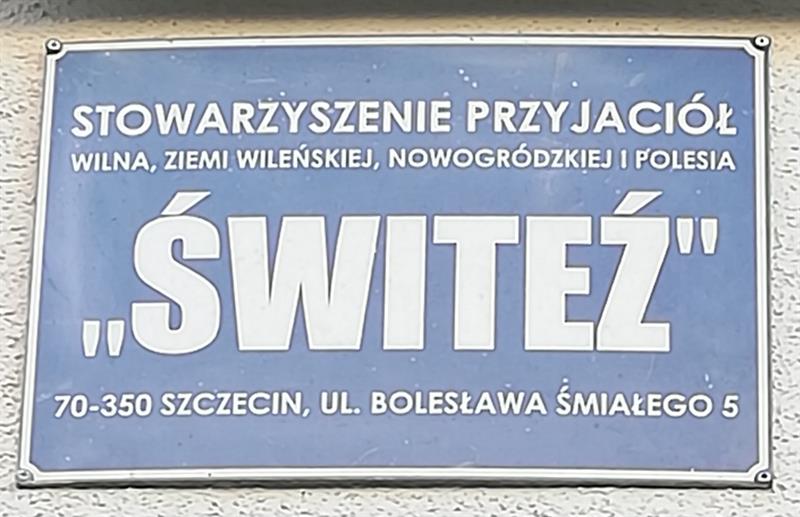 STOWARZYSZENIE PRZYJACIÓŁ
WILNA, ZIEMI WILEŃSKIEJ, NOWOGRÓDZKIEJ I POLESIA
„ŚWITEŹ"
70-350 SZCZECIN, UL. BOLESŁAWA ŚMIAŁEGO 5